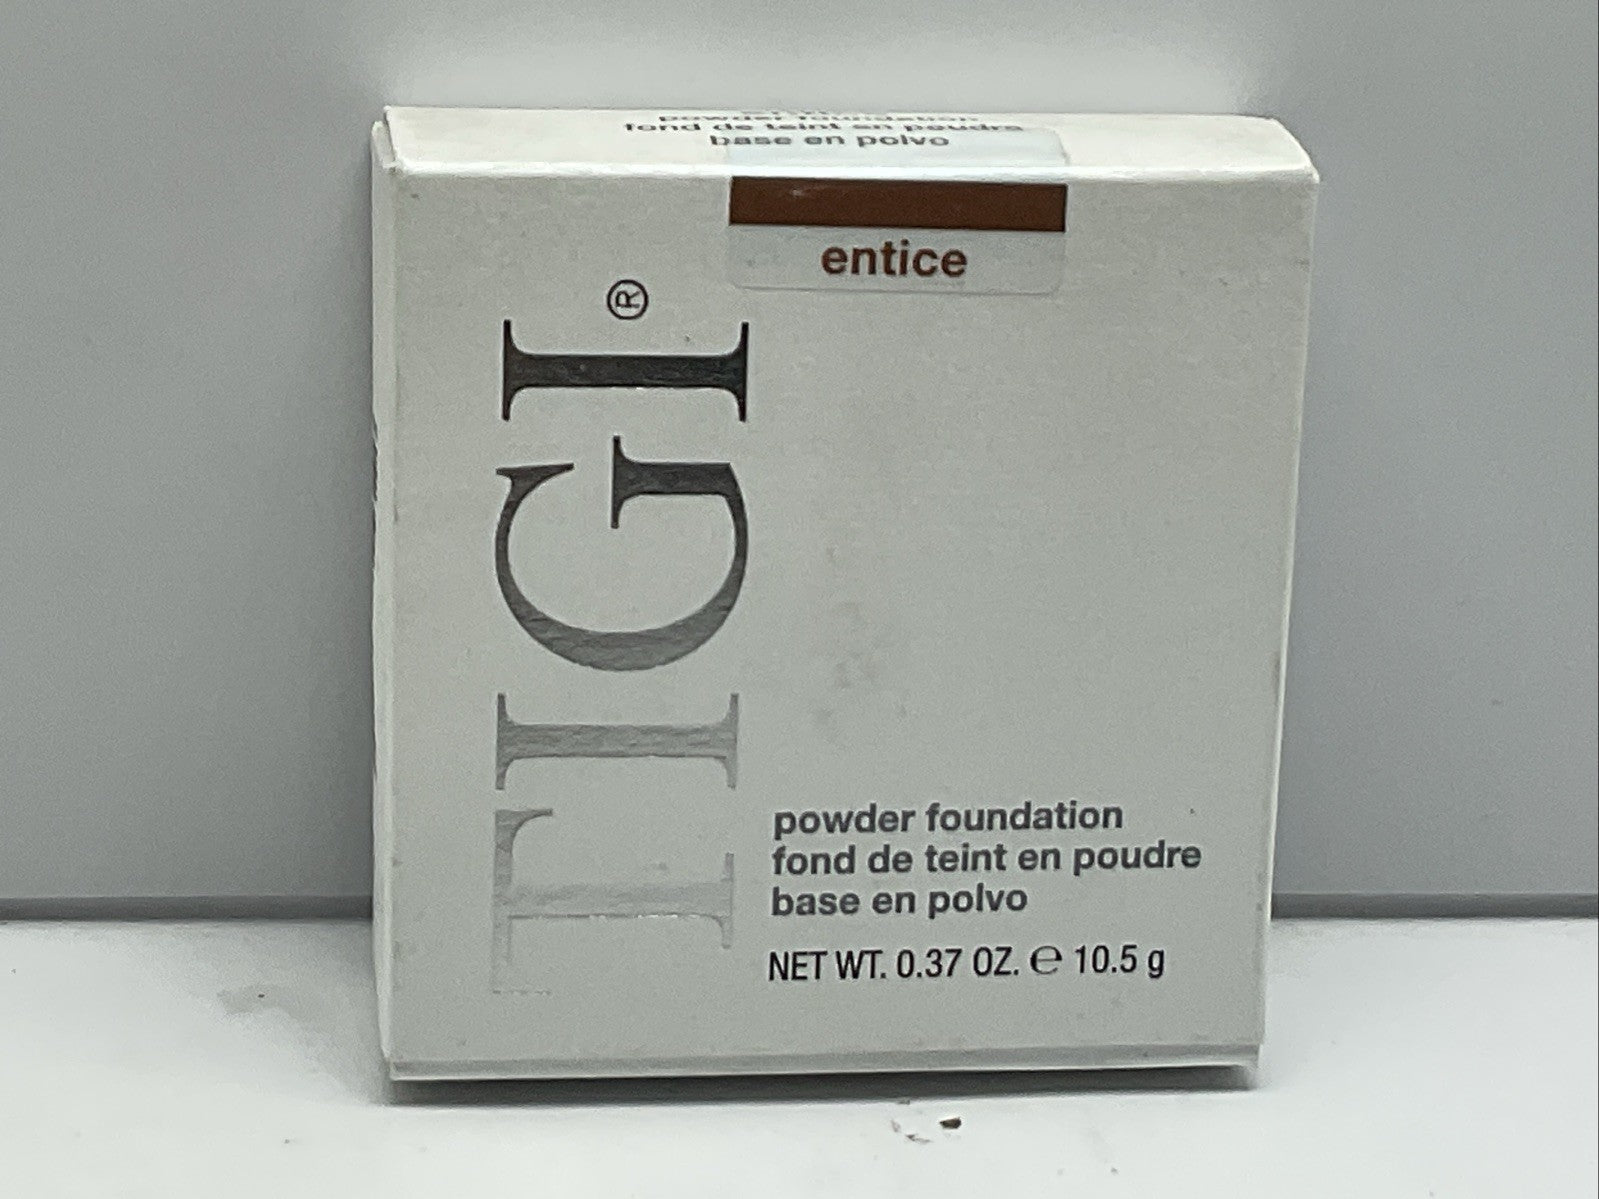 powder foundation
fond de teint en poudre
base en polvo
entice
TIGI®
powder foundation
fond de teint en poudre
base en polvo
NET WT. 0.37 OZ. ℮ 10.5 g